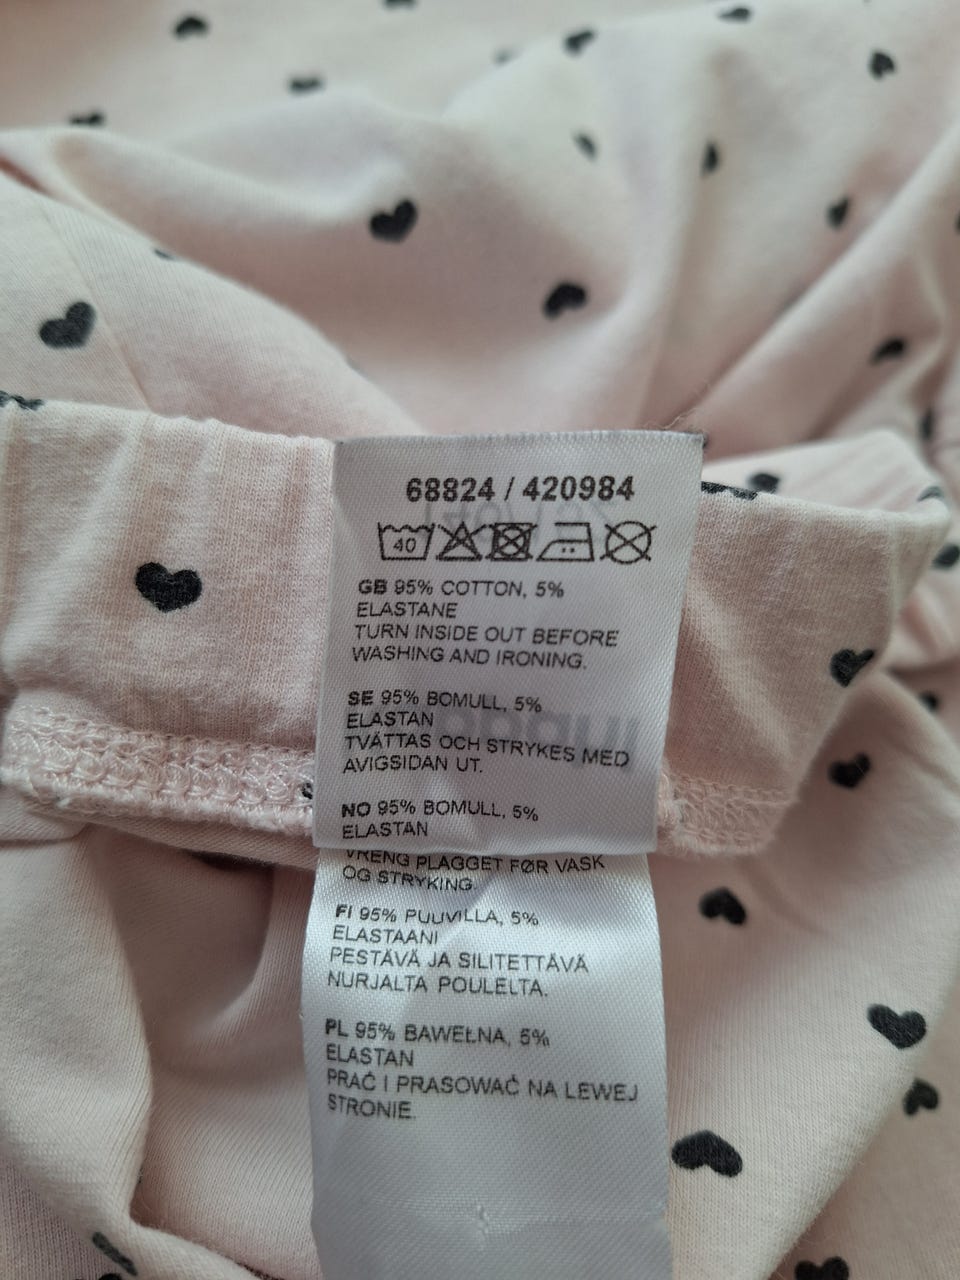 68824 / 420984
40
GB 95% COTTON, 5%
ELASTANE
TURN INSIDE OUT BEFORE
WASHING AND IRONING.
SE 95% BOMULL, 5%
ELASTAN
TVÄTTAS OCH STRYKES MED
AVIGSIDAN UT.
NO 95% BOMULL, 5%
ELASTAN
VRENG PLAGGET FØR VASK
OG STRYKING.
FI 95% PUUVILLA, 5%
ELASTAANI
PESTÄVÄ JA SILITETTÄVÄ
NURJALTA POULELTA.
PL 95% BAWEŁNA, 5%
ELASTAN
PRAĆ I PRASOWAĆ NA LEWEJ
STRONIE.